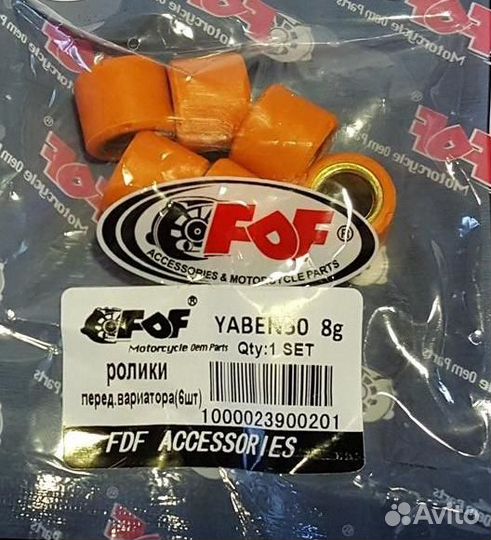 FDF
Motorcycle Oem Parts
FDF ®
ACCESSORIES & MOTORCYCLE PARTS
FDF ®
Motorcycle Oem Parts
YABEN50 8g
Qty:1 SET
ролики
перед.вариатора(6шт)
1000023900201
FDF ACCESSORIES
Avito